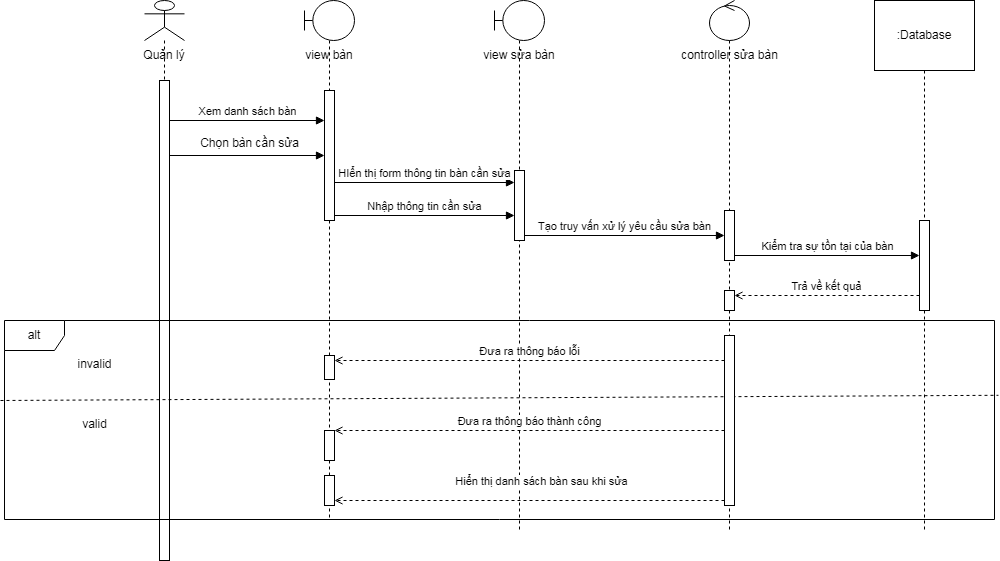 Quản lý
view bàn
view sửa bàn
controller sửa bàn
:Database
Xem danh sách bàn
Chọn bàn cần sửa
HIển thị form thông tin bàn cần sửa
Nhập thông tin cần sửa
Tạo truy vấn xử lý yêu cầu sửa bàn
Kiểm tra sự tồn tại của bàn
Trả về kết quả
alt
invalid
Đưa ra thông báo lỗi
valid
Đưa ra thông báo thành công
Hiển thị danh sách bàn sau khi sửa